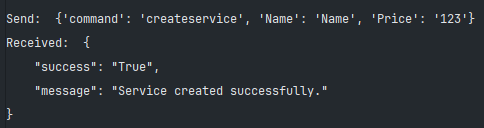 Send:  {'command': 'createservice', 'Name': 'Name', 'Price': '123'}
Received:  {
    "success": "True",
    "message": "Service created successfully."
}